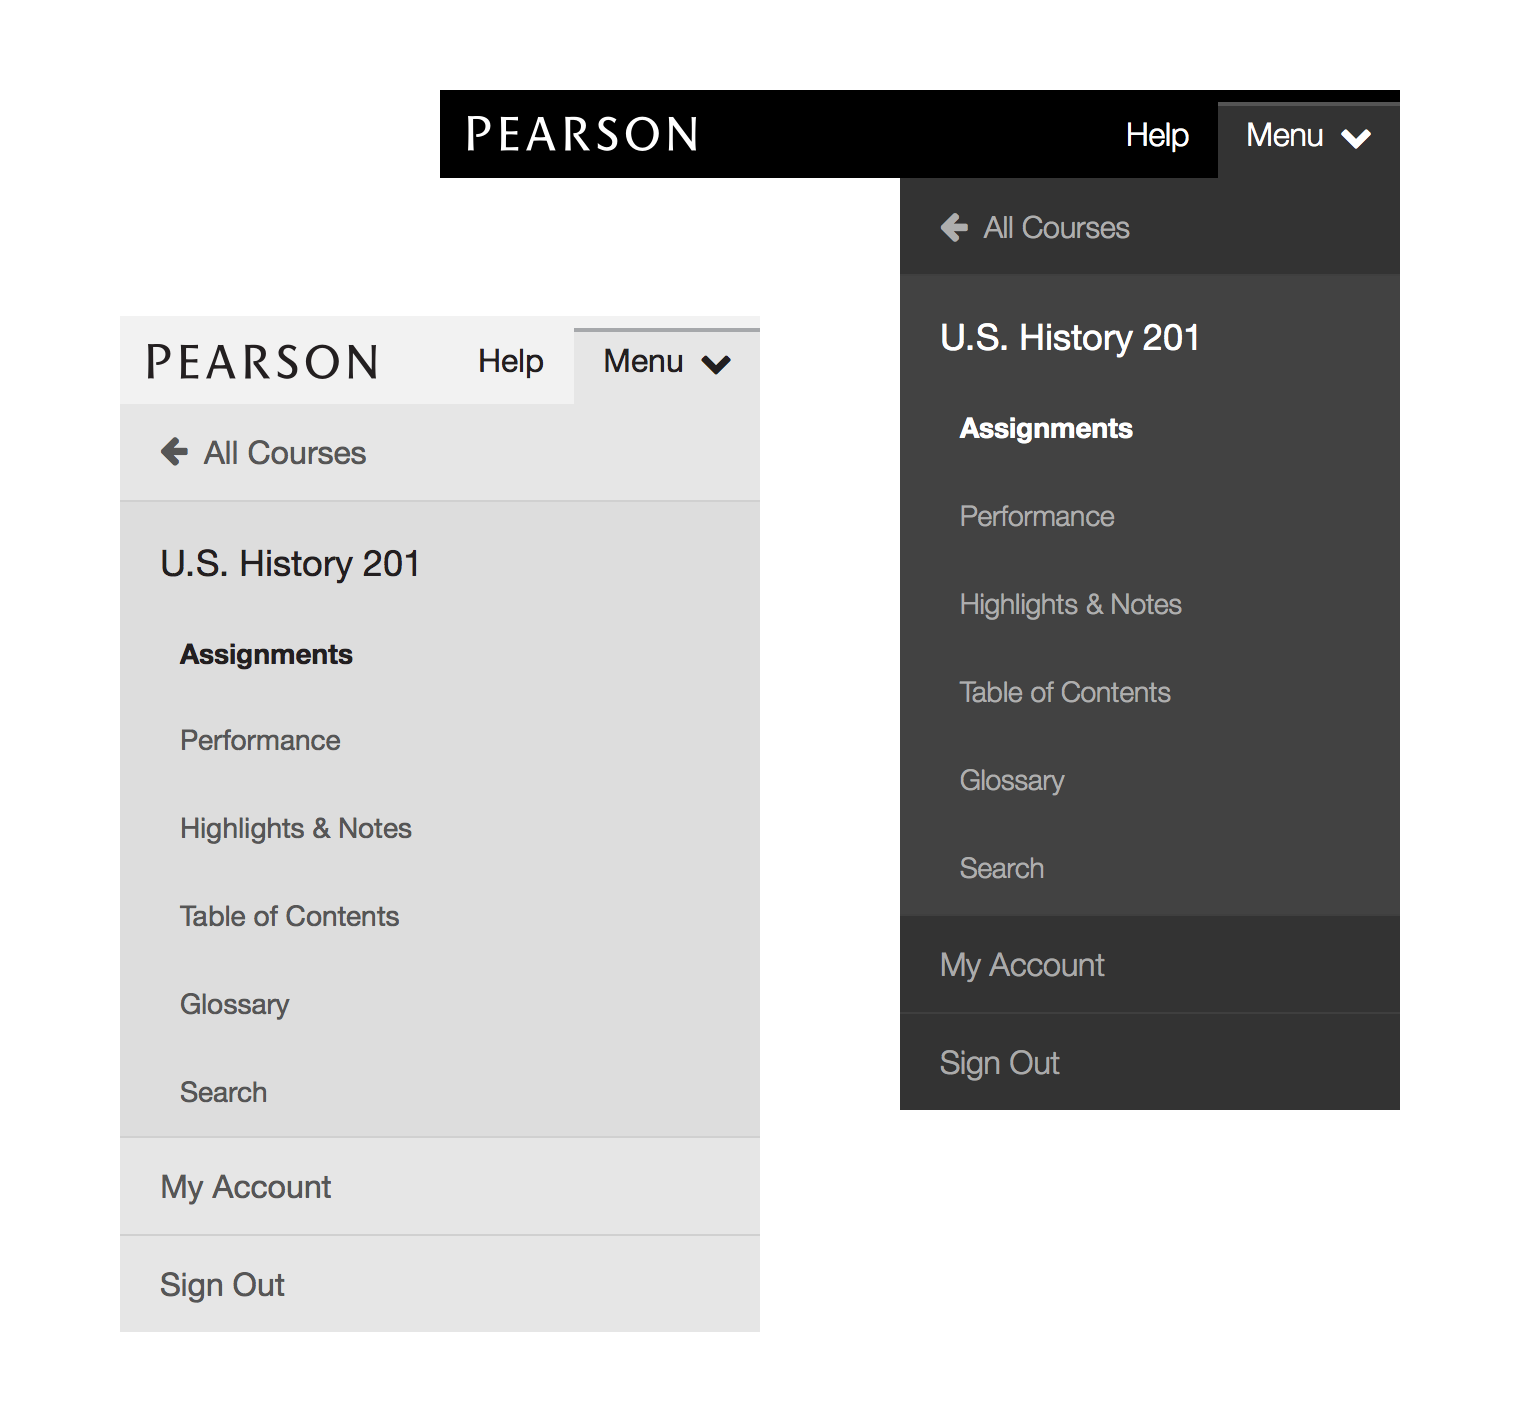 PEARSON Help Menu
All Courses
U.S. History 201
Assignments
Performance
Highlights & Notes
Table of Contents
Glossary
Search
My Account
Sign Out
PEARSON Help Menu
All Courses
U.S. History 201
Assignments
Performance
Highlights & Notes
Table of Contents
Glossary
Search
My Account
Sign Out